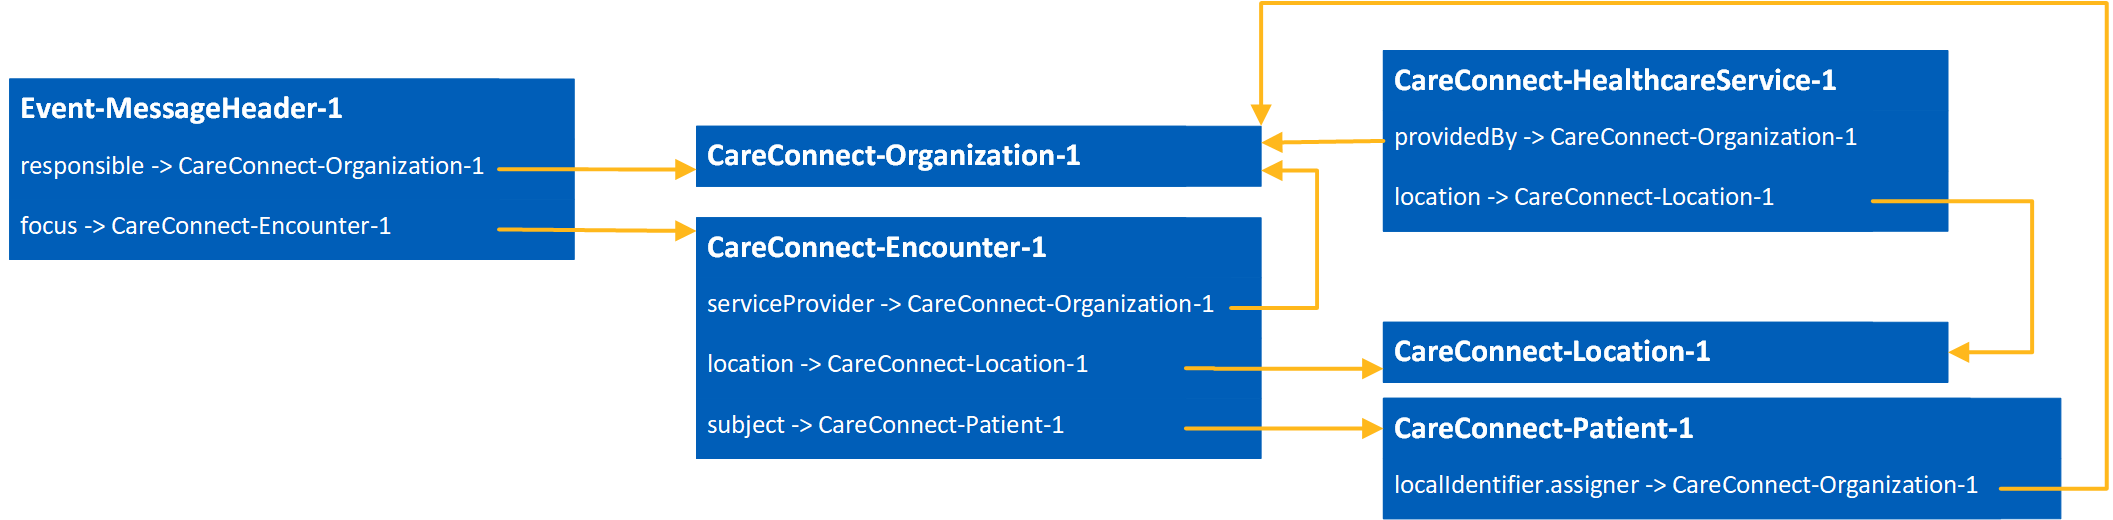 Event-MessageHeader-1
responsible -> CareConnect-Organization-1
focus -> CareConnect-Encounter-1
CareConnect-Organization-1
CareConnect-Encounter-1
serviceProvider -> CareConnect-Organization-1
location -> CareConnect-Location-1
subject -> CareConnect-Patient-1
CareConnect-HealthcareService-1
providedBy -> CareConnect-Organization-1
location -> CareConnect-Location-1
CareConnect-Location-1
CareConnect-Patient-1
localIdentifier.assigner -> CareConnect-Organization-1